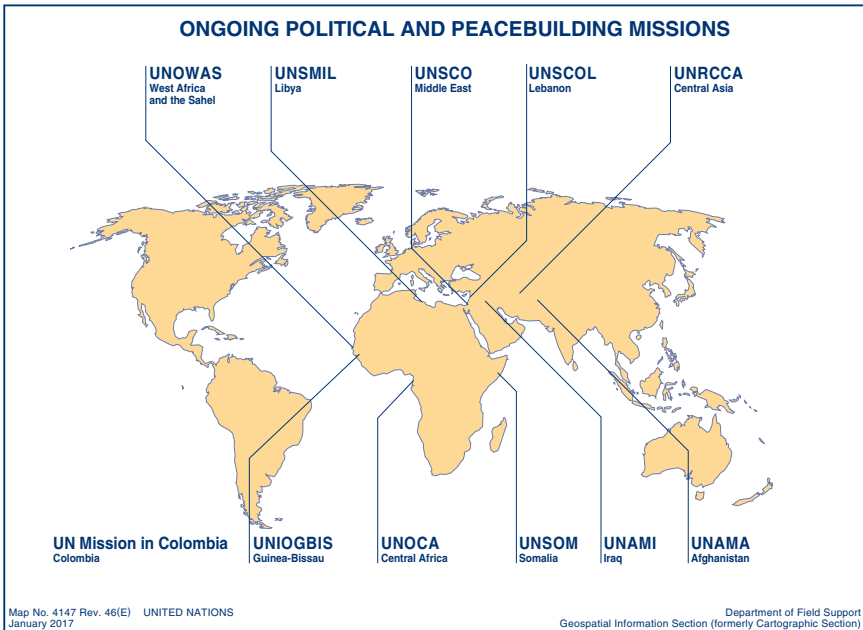 ONGOING POLITICAL AND PEACEBUILDING MISSIONS
UNOWAS
West Africa
and the Sahel
UNSMIL
Libya
UNSCO
Middle East
UNSCOL
Lebanon
UNRCCA
Central Asia
UN Mission in Colombia
Colombia
UNIOGBIS
Guinea-Bissau
UNOCA
Central Africa
UNSOM
Somalia
UNAMI
Iraq
UNAMA
Afghanistan
Map No. 4147 Rev. 46(E) UNITED NATIONS
January 2017
Department of Field Support
Geospatial Information Section (formerly Cartographic Section)